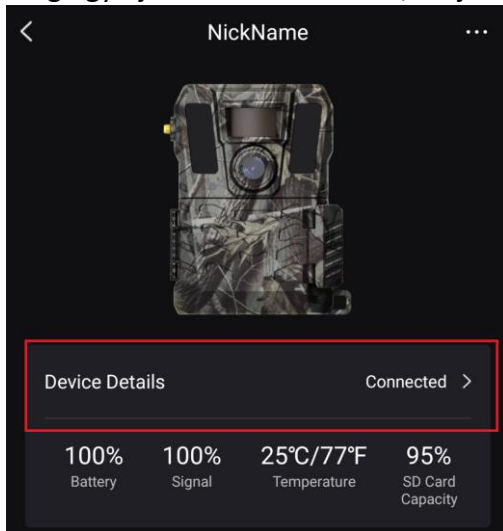 NickName
Device Details Connected
100% 100% 25℃/77℉ 95%
Battery Signal Temperature SD Card
Capacity